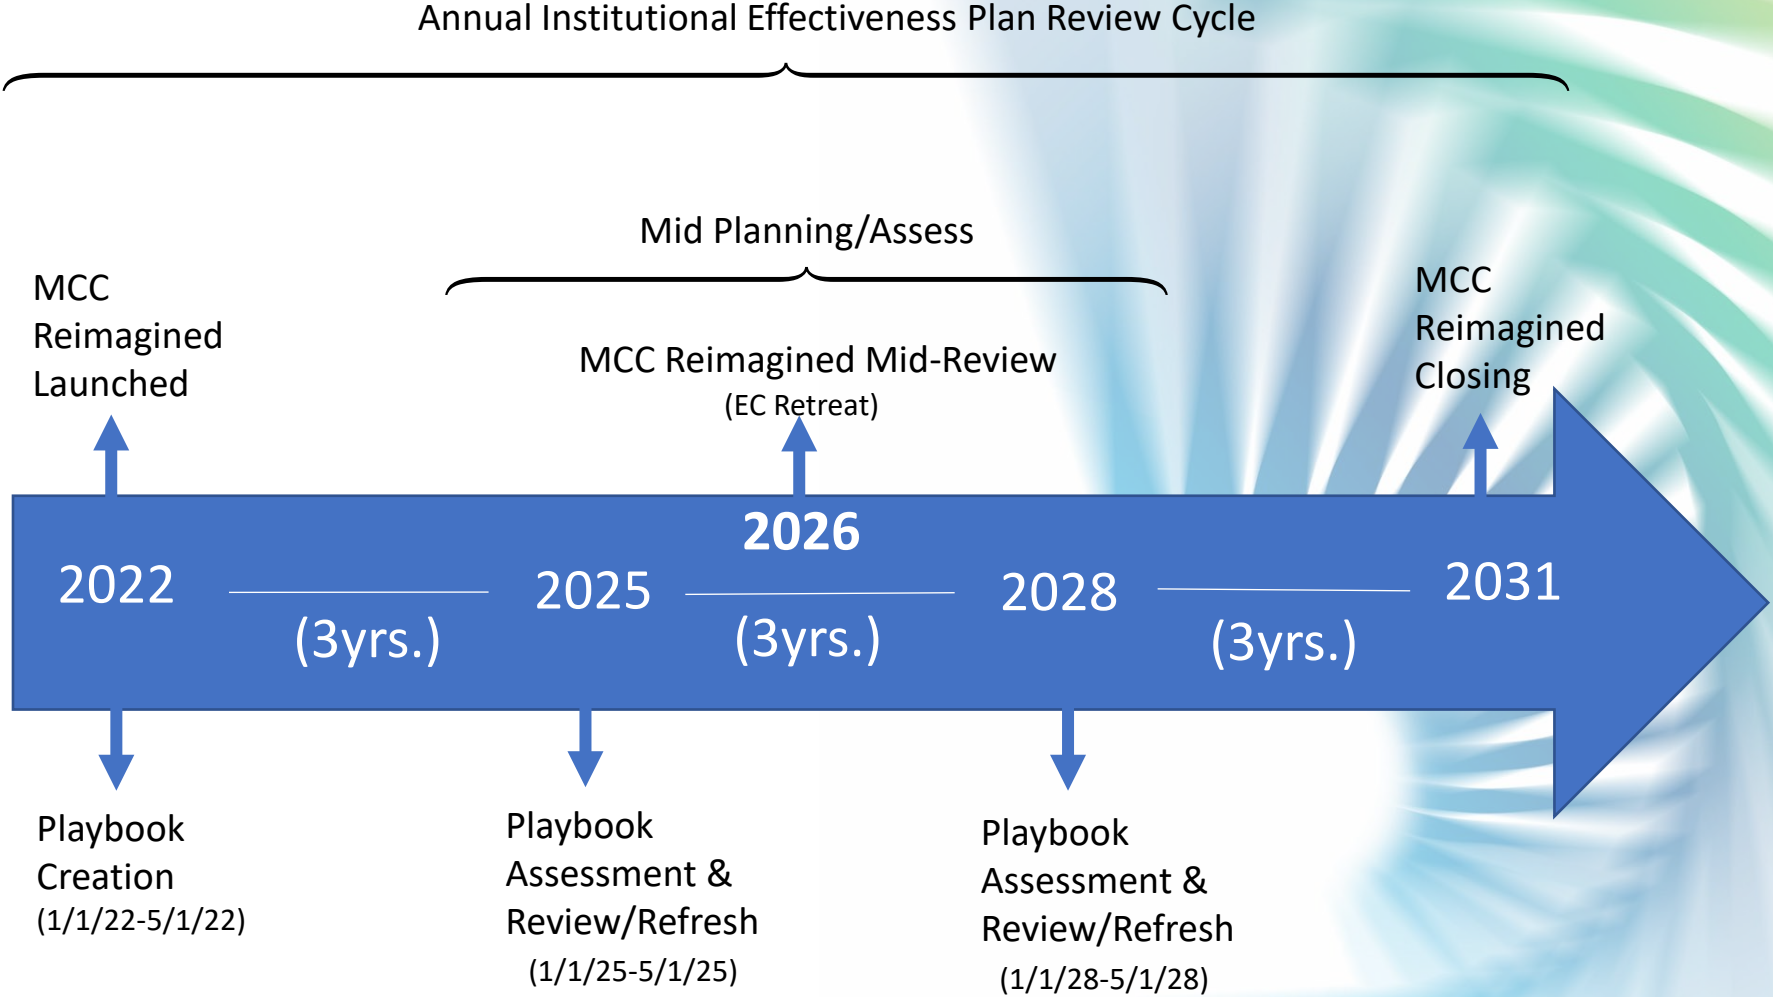 Annual Institutional Effectiveness Plan Review Cycle
Mid Planning/Assess
MCC
Reimagined
Launched
MCC Reimagined Mid-Review
(EC Retreat)
MCC
Reimagined
Closing
2022
(3yrs.)
2025
2026
(3yrs.)
2028
(3yrs.)
2031
Playbook
Creation
(1/1/22-5/1/22)
Playbook
Assessment &
Review/Refresh
(1/1/25-5/1/25)
Playbook
Assessment &
Review/Refresh
(1/1/28-5/1/28)